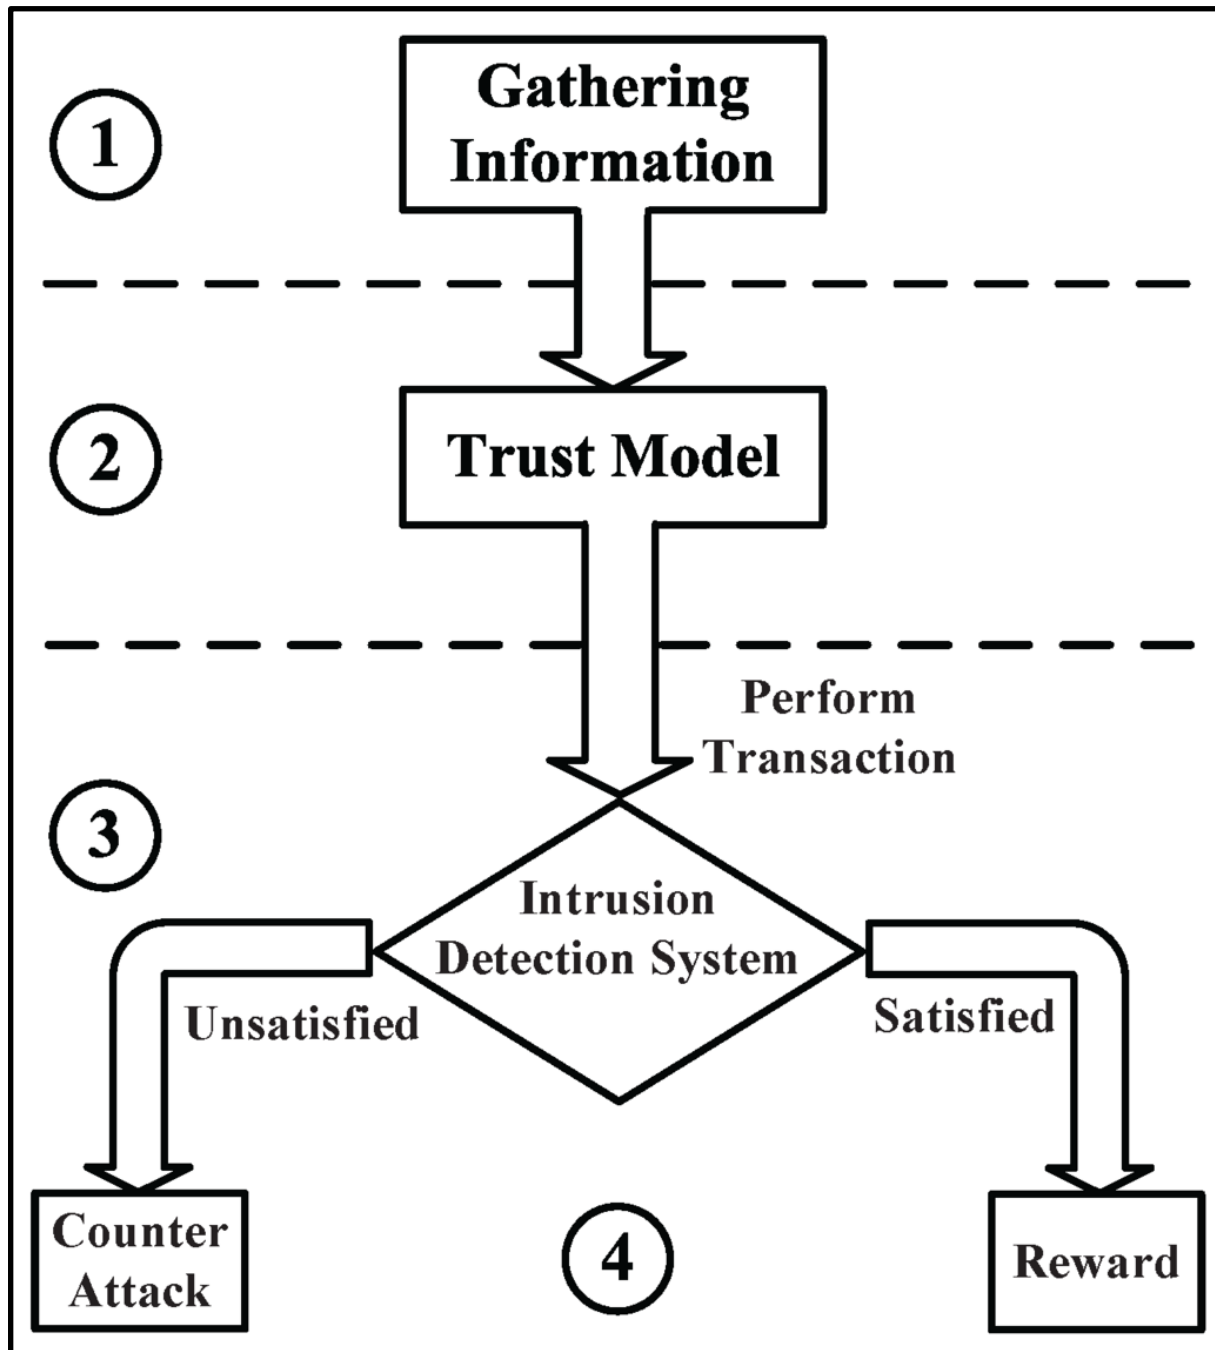 1
Gathering
Information
2
Trust Model
Perform
Transaction
3
Intrusion
Detection System
Unsatisfied
Satisfied
Counter
Attack
4
Reward